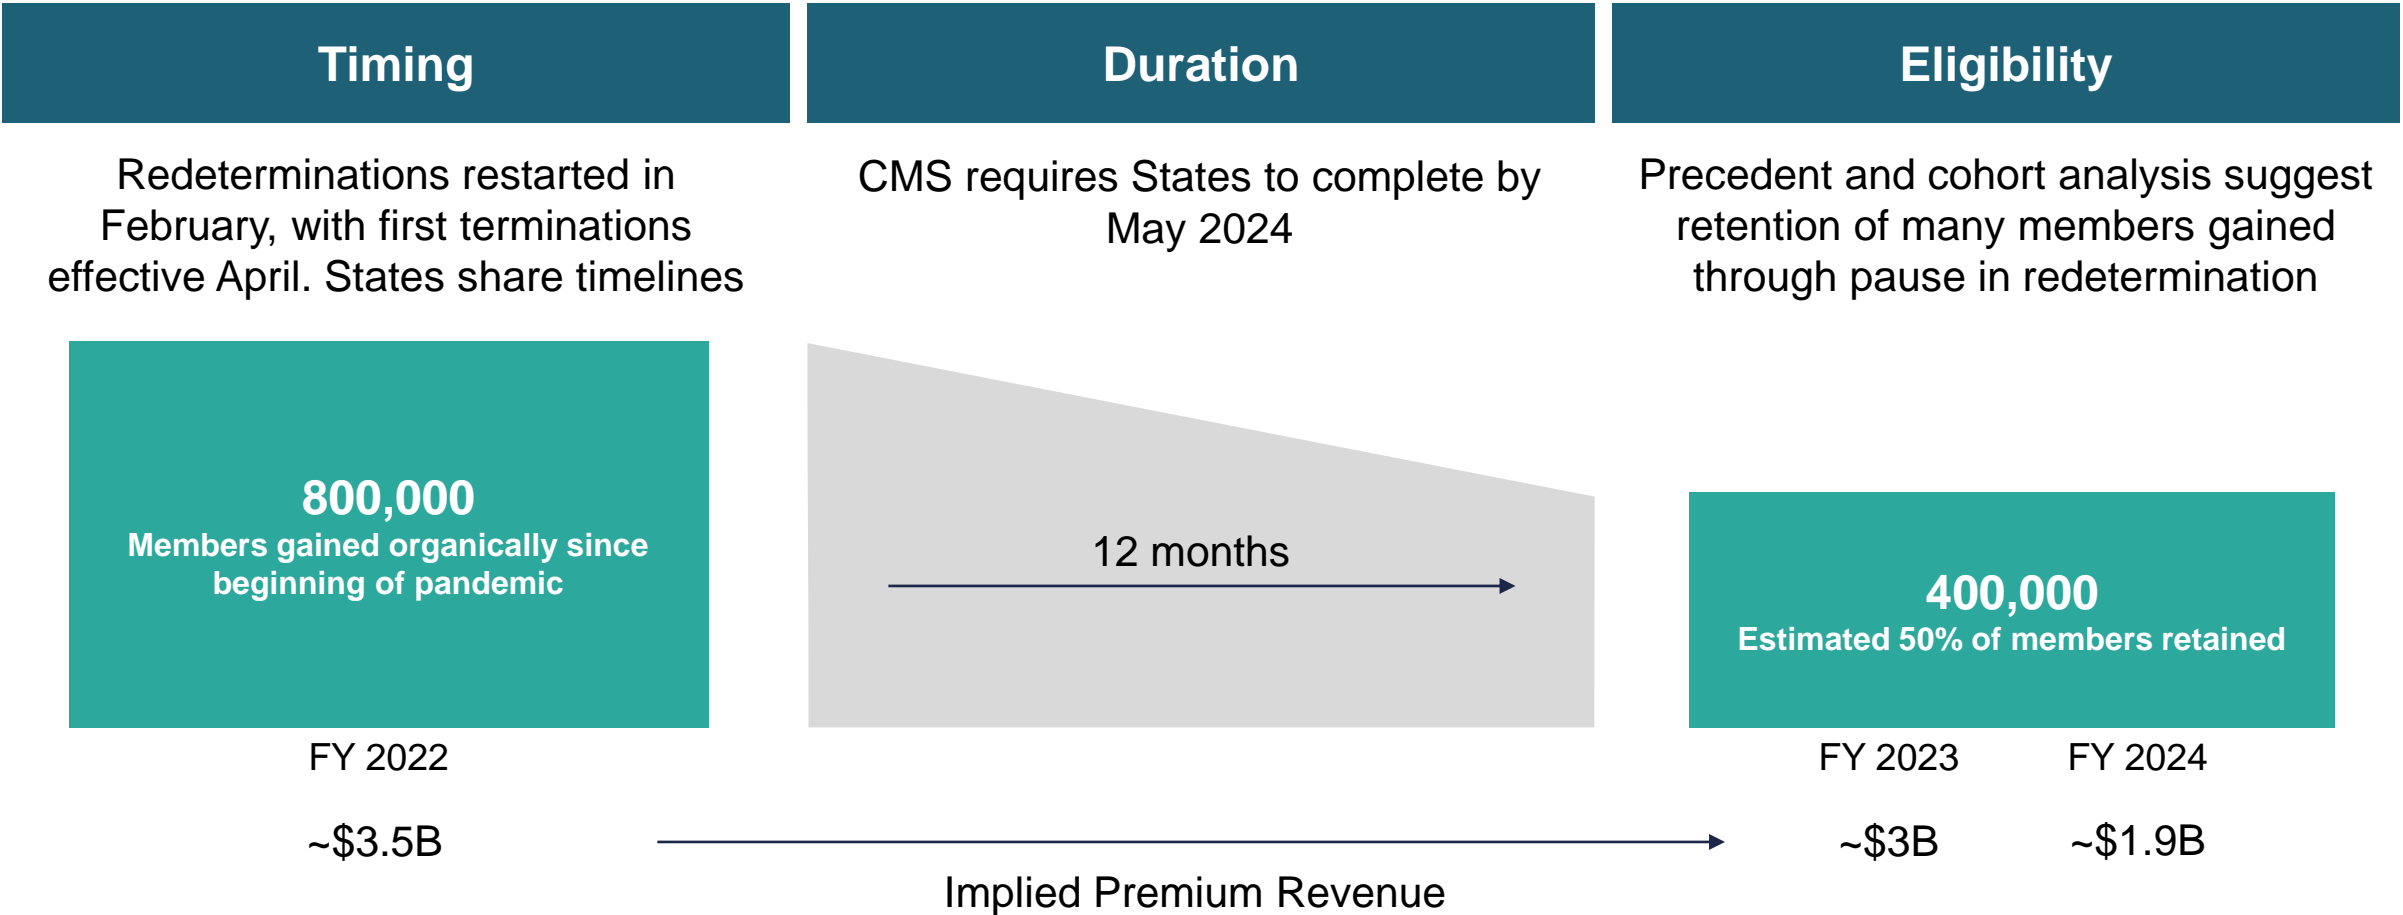 Timing
Redeterminations restarted in
February, with first terminations
effective April. States share timelines
Duration
CMS requires States to complete by
May 2024
Eligibility
Precedent and cohort analysis suggest
retention of many members gained
through pause in redetermination
800,000
Members gained organically since
beginning of pandemic
12 months
400,000
Estimated 50% of members retained
FY 2022
FY 2023
FY 2024
~$3.5B
~$3B
~$1.9B
Implied Premium Revenue